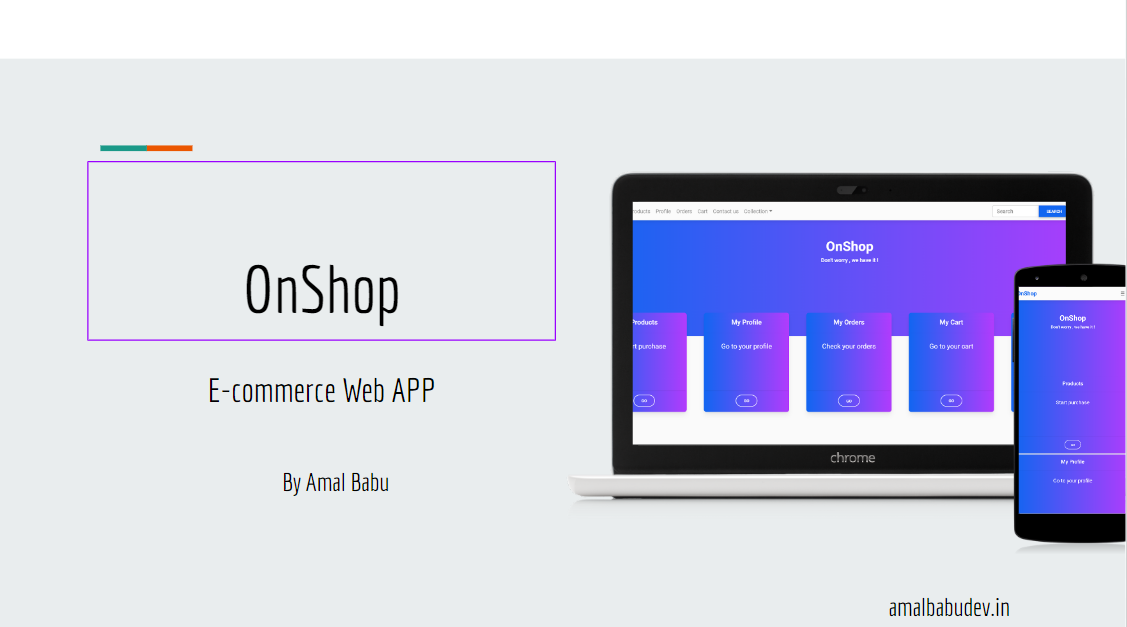 OnShop
E-commerce Web APP
By Amal Babu
roducts Profile Orders Cart Contact us Collection
Search SEARCH
OnShop
Don't worry , we have it !
Products My Profile My Orders My Cart
rt purchase Go to your profile Check your orders Go to your cart
GO GO GO GO
chrome
OnShop
OnShop
Don't worry , we have it !
Products
Start purchase
GO
My Profile
Go to your profile
amalbabudev.in